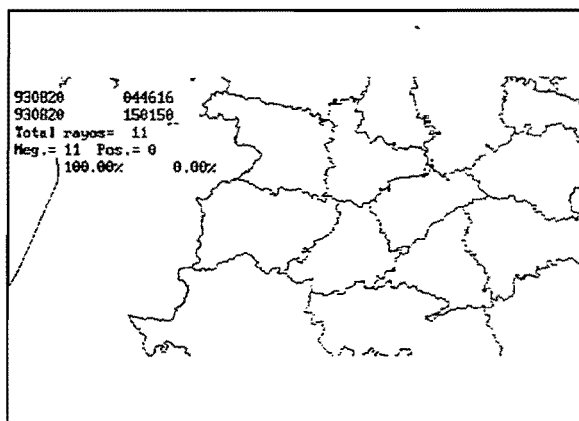 930820 044616
930820 150150
Total rayos= 11
Neg.= 11 Pos.= 0
100.00% 0.00%